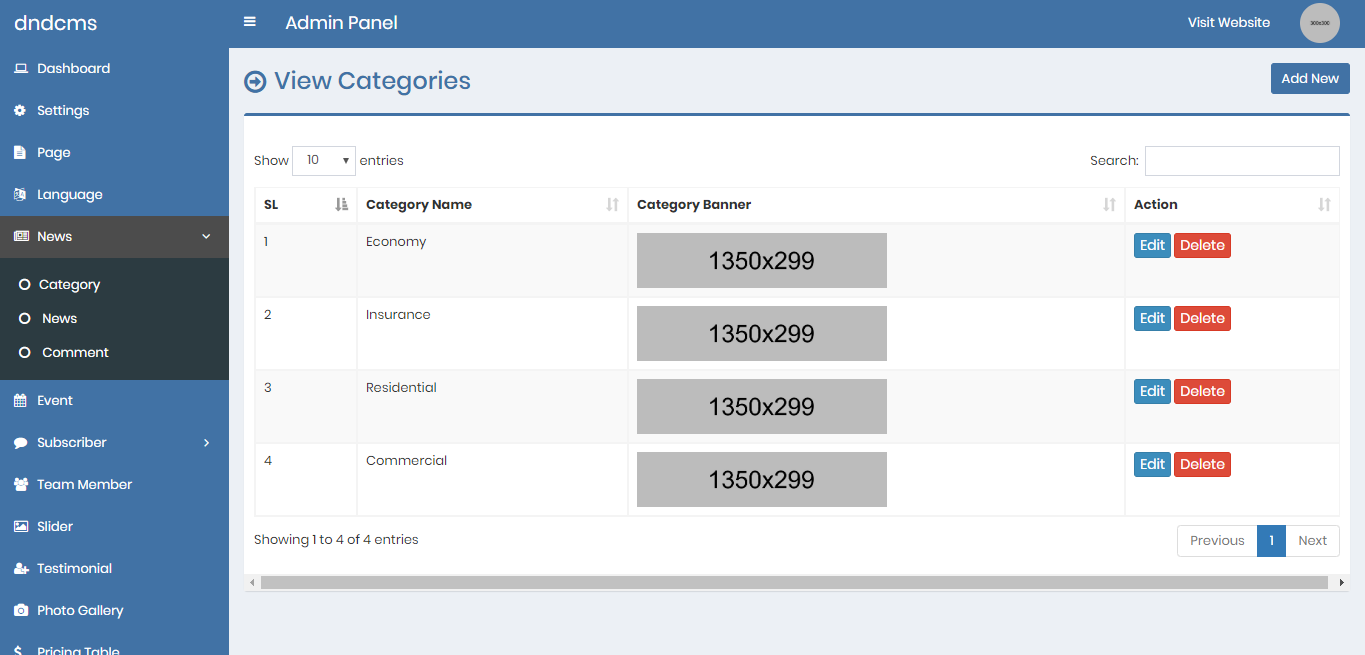 dndcms
Admin Panel
Visit Website
300x300
Dashboard
Settings
Page
Language
News
Category
News
Comment
Event
Subscriber
Team Member
Slider
Testimonial
Photo Gallery
Pricing Table
View Categories
Add New
Show 10 entries
Search:
SL Category Name Category Banner Action
1 Economy 1350x299 Edit Delete
2 Insurance 1350x299 Edit Delete
3 Residential 1350x299 Edit Delete
4 Commercial 1350x299 Edit Delete
Showing 1 to 4 of 4 entries
Previous 1 Next